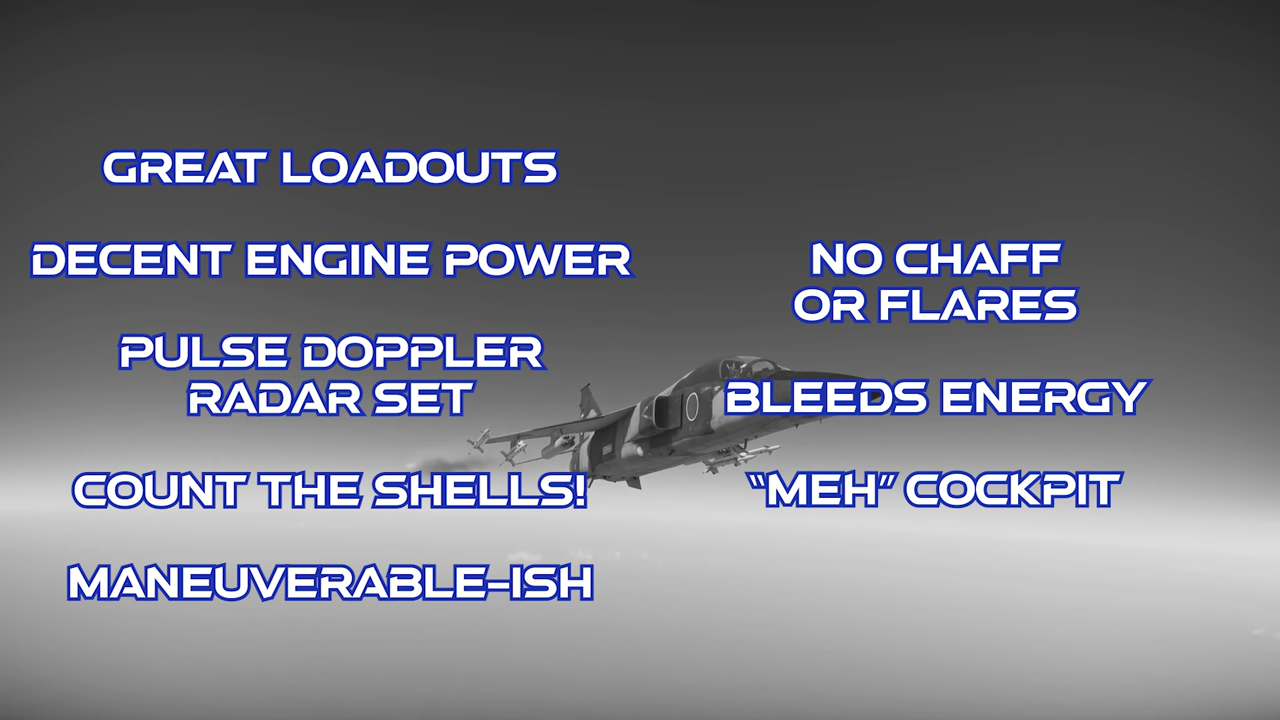 GREAT LOADOUTS
DECENT ENGINE POWER
PULSE DOPPLER
RADAR SET
COUNT THE SHELLS!
MANEUVERABLE-ISH
NO CHAFF
OR FLARES
BLEEDS ENERGY
“MEH” COCKPIT